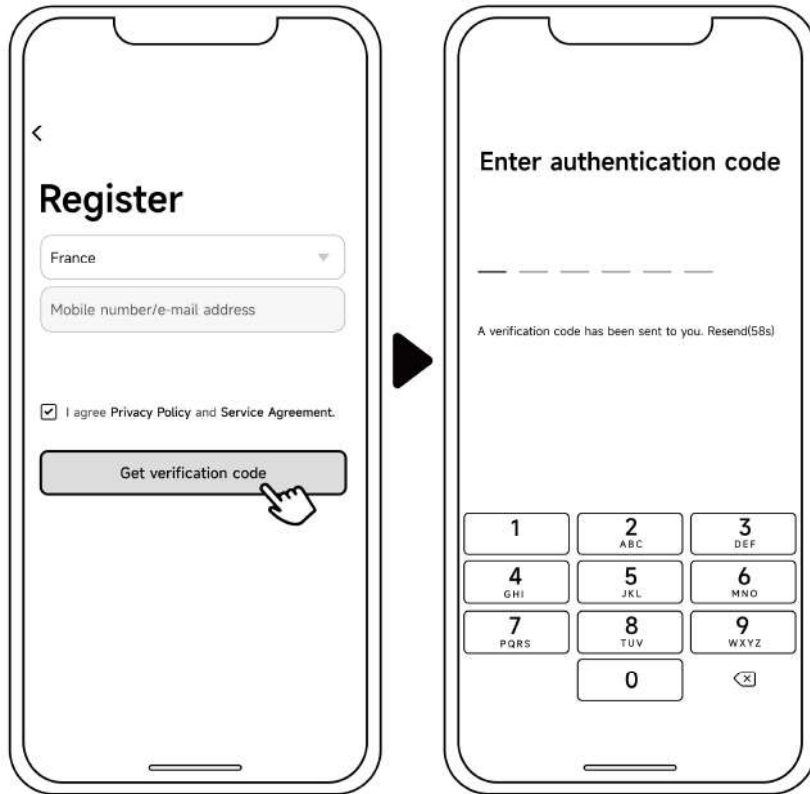 Register
France
Mobile number/e-mail address
I agree Privacy Policy and Service Agreement.
Get verification code
Enter authentication code
A verification code has been sent to you. Resend(58s)
1
2
ABC
3
DEF
4
GHI
5
JKL
6
MNO
7
PQRS
8
TUV
9
WXYZ
0